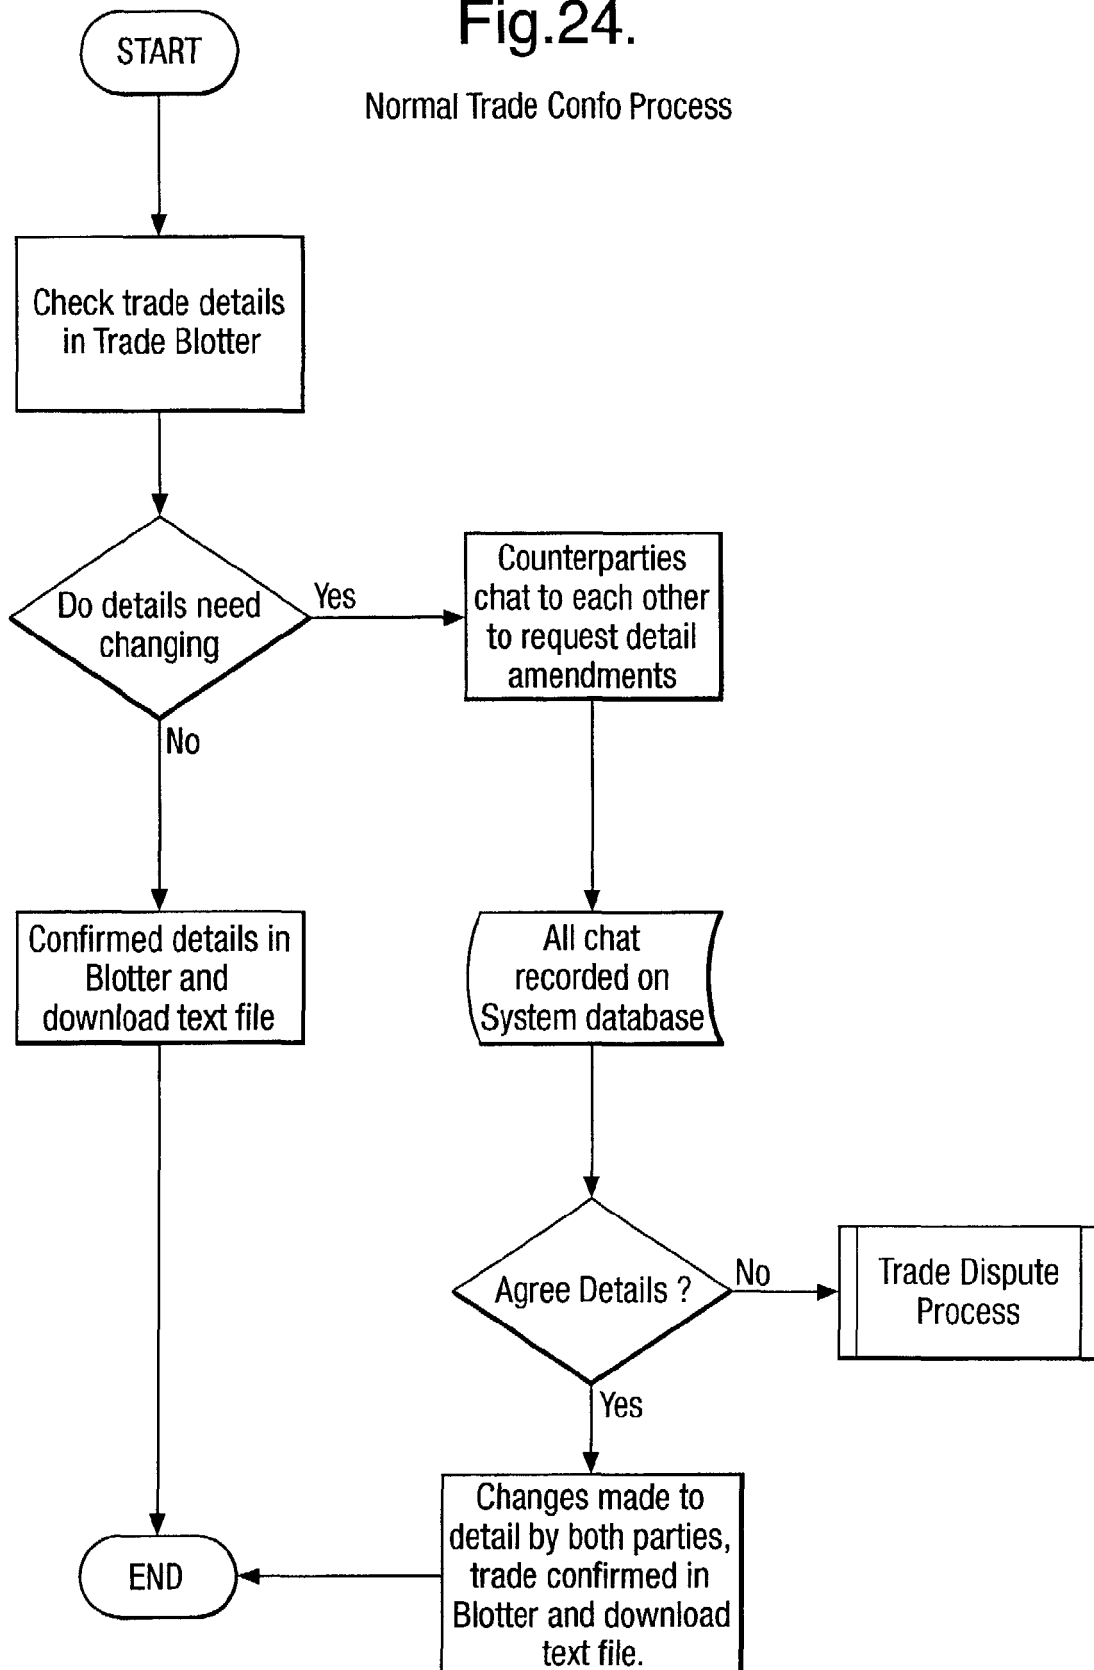 Fig.24.
START
Normal Trade Confo Process
Check trade details
in Trade Blotter
Do details need
changing
Yes
Counterparties
chat to each other
to request detail
amendments
No
Confirmed details in
Blotter and
download text file
All chat
recorded on
System database
Agree Details ?
No
Trade Dispute
Process
Yes
Changes made to
detail by both parties,
trade confirmed in
Blotter and download
text file.
END